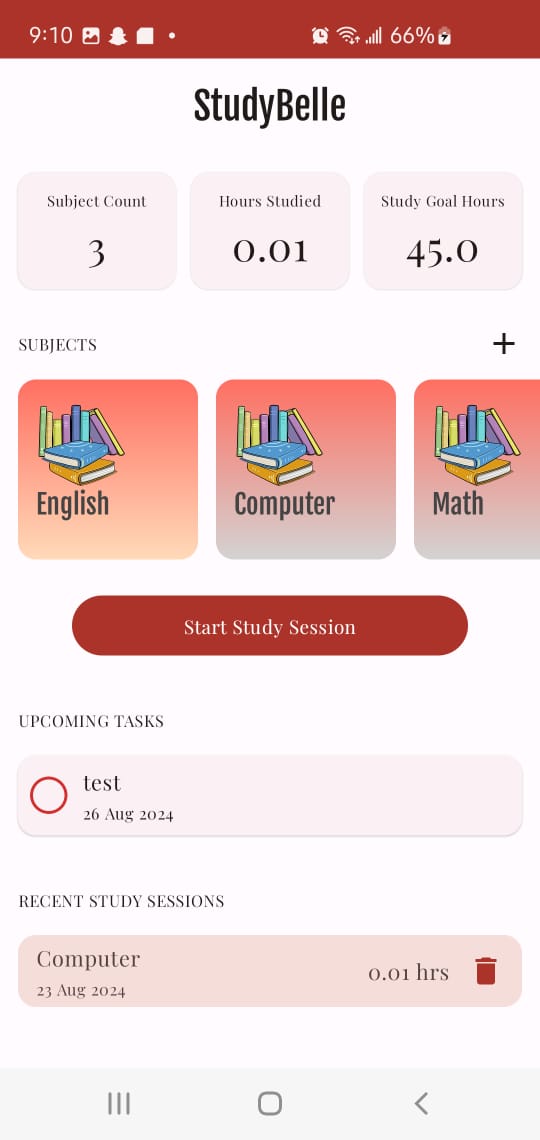 9:10
66%
StudyBelle
Subject Count
Hours Studied
Study Goal Hours
3
0.01
45.0
SUBJECTS
English
Computer
Math
Start Study Session
UPCOMING TASKS
test
26 Aug 2024
RECENT STUDY SESSIONS
Computer
0.01 hrs
23 Aug 2024